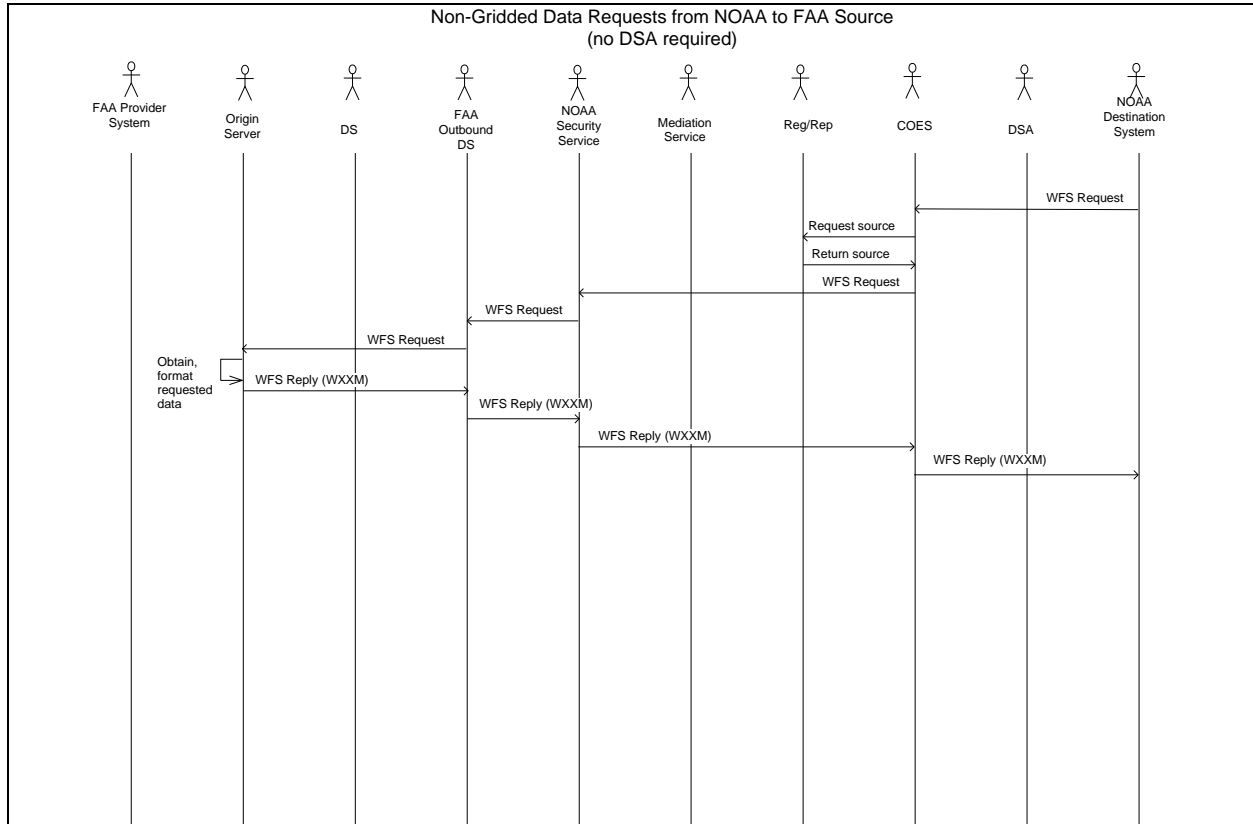 Non-Gridded Data Requests from NOAA to FAA Source
(no DSA required)
FAA Provider
System
Origin
Server
DS
FAA
Outbound
DS
NOAA
Security
Service
Mediation
Service
Reg/Rep
COES
DSA
NOAA
Destination
System
WFS Request
Request source
Return source
WFS Request
WFS Request
WFS Request
Obtain,
format
requested
data
WFS Reply (WXXM)
WFS Reply (WXXM)
WFS Reply (WXXM)
WFS Reply (WXXM)